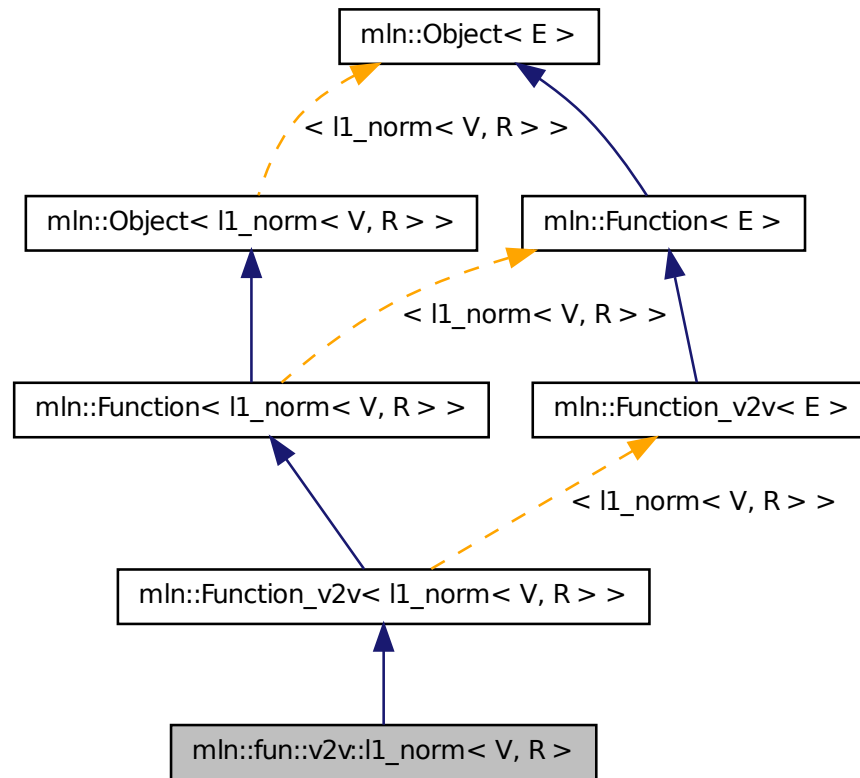 mln::Object< E >
< l1_norm< V, R > >
mln::Object< l1_norm< V, R > >
mln::Function< E >
< l1_norm< V, R > >
mln::Function< l1_norm< V, R > >
mln::Function_v2v< E >
< l1_norm< V, R > >
mln::Function_v2v< l1_norm< V, R > >
mln::fun::v2v::l1_norm< V, R >